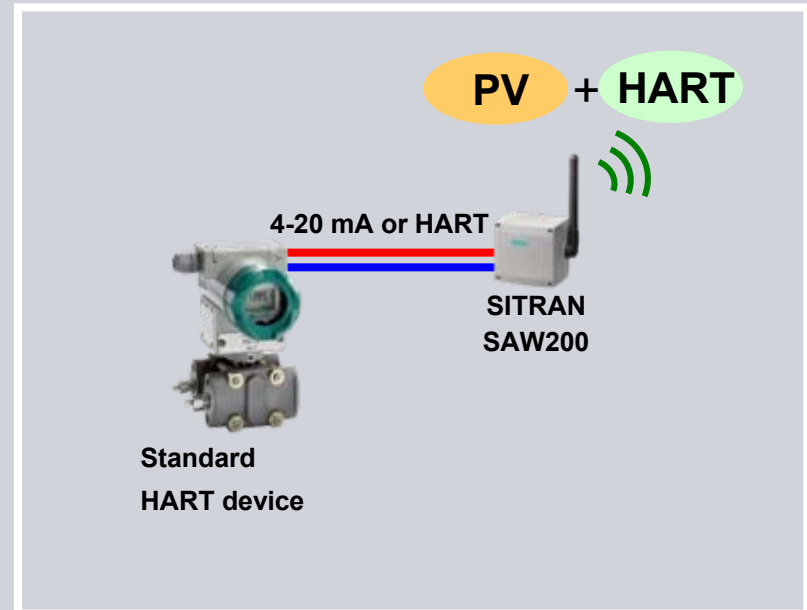 PV + HART
4-20 mA or HART
SITRAN
SAW200
Standard
HART device